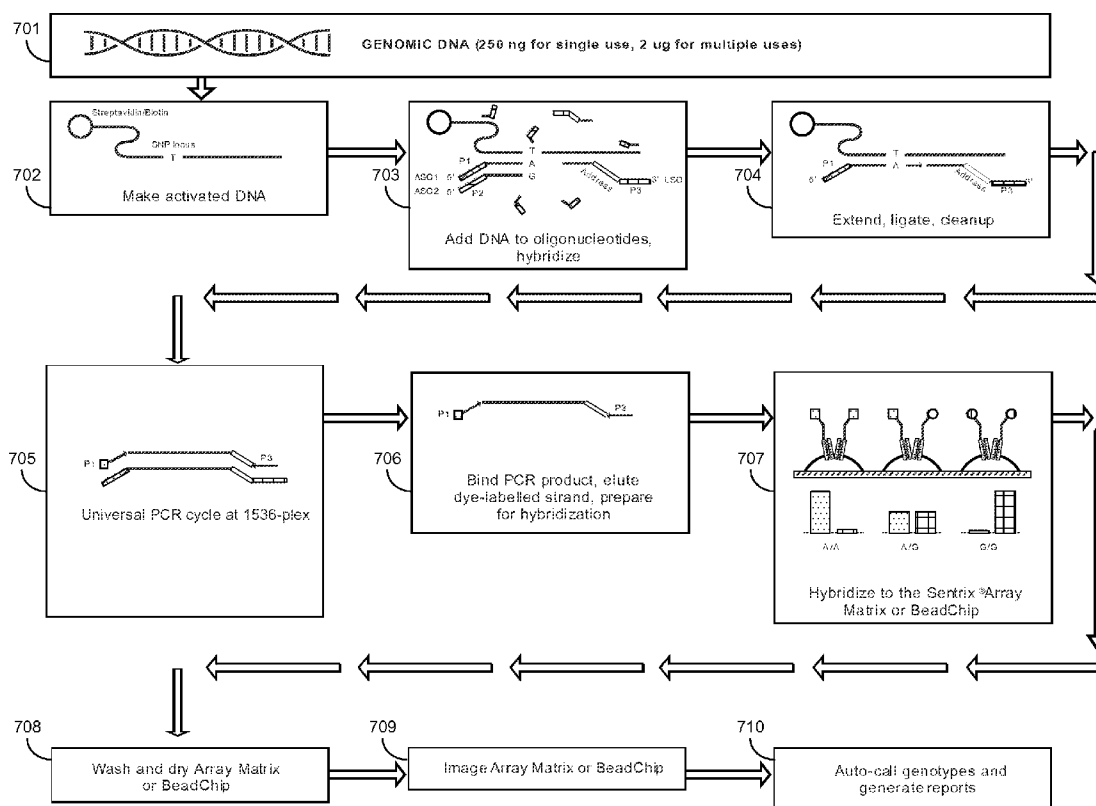 701
GENOMIC DNA (250 ng for single use, 2 ug for multiple uses)
702
Streptavidin/Biotin
SNP locus
T
Make activated DNA
703
T
P1
A
ASO1 5'
G
Address
3' LSO
ASO2 5'
P2
P3
Add DNA to oligonucleotides,
hybridize
704
T
P1
A
5'
Address
P3
3'
Extend, ligate, cleanup
705
P1
P3
Universal PCR cycle at 1536-plex
706
P1
P3
Bind PCR product, elute
dye-labelled strand, prepare
for hybridization
707
A/A
A/G
G/G
Hybridize to the Sentrix ®Array
Matrix or BeadChip
708
Wash and dry Array Matrix
or BeadChip
709
Image Array Matrix or BeadChip
710
Auto-call genotypes and
generate reports